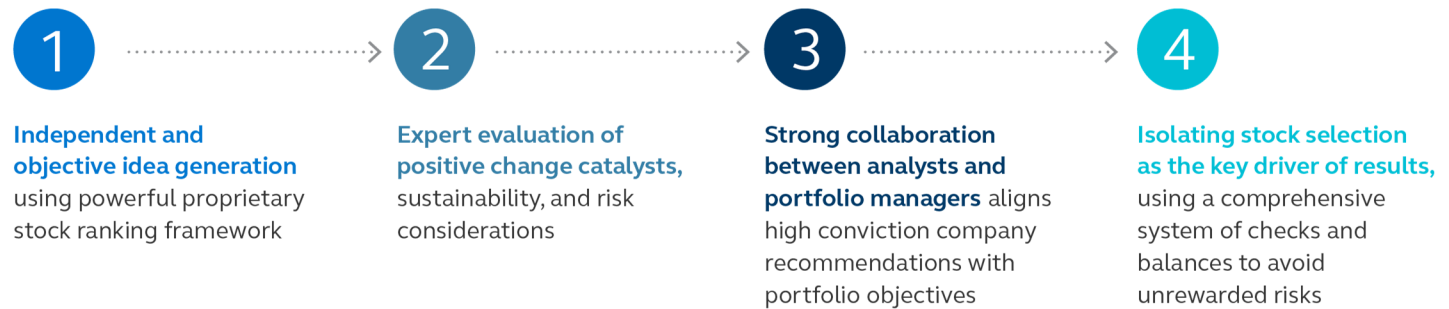 1
Independent and
objective idea generation
using powerful proprietary
stock ranking framework
2
Expert evaluation of
positive change catalysts,
sustainability, and risk
considerations
3
Strong collaboration
between analysts and
portfolio managers aligns
high conviction company
recommendations with
portfolio objectives
4
Isolating stock selection
as the key driver of results,
using a comprehensive
system of checks and
balances to avoid
unrewarded risks